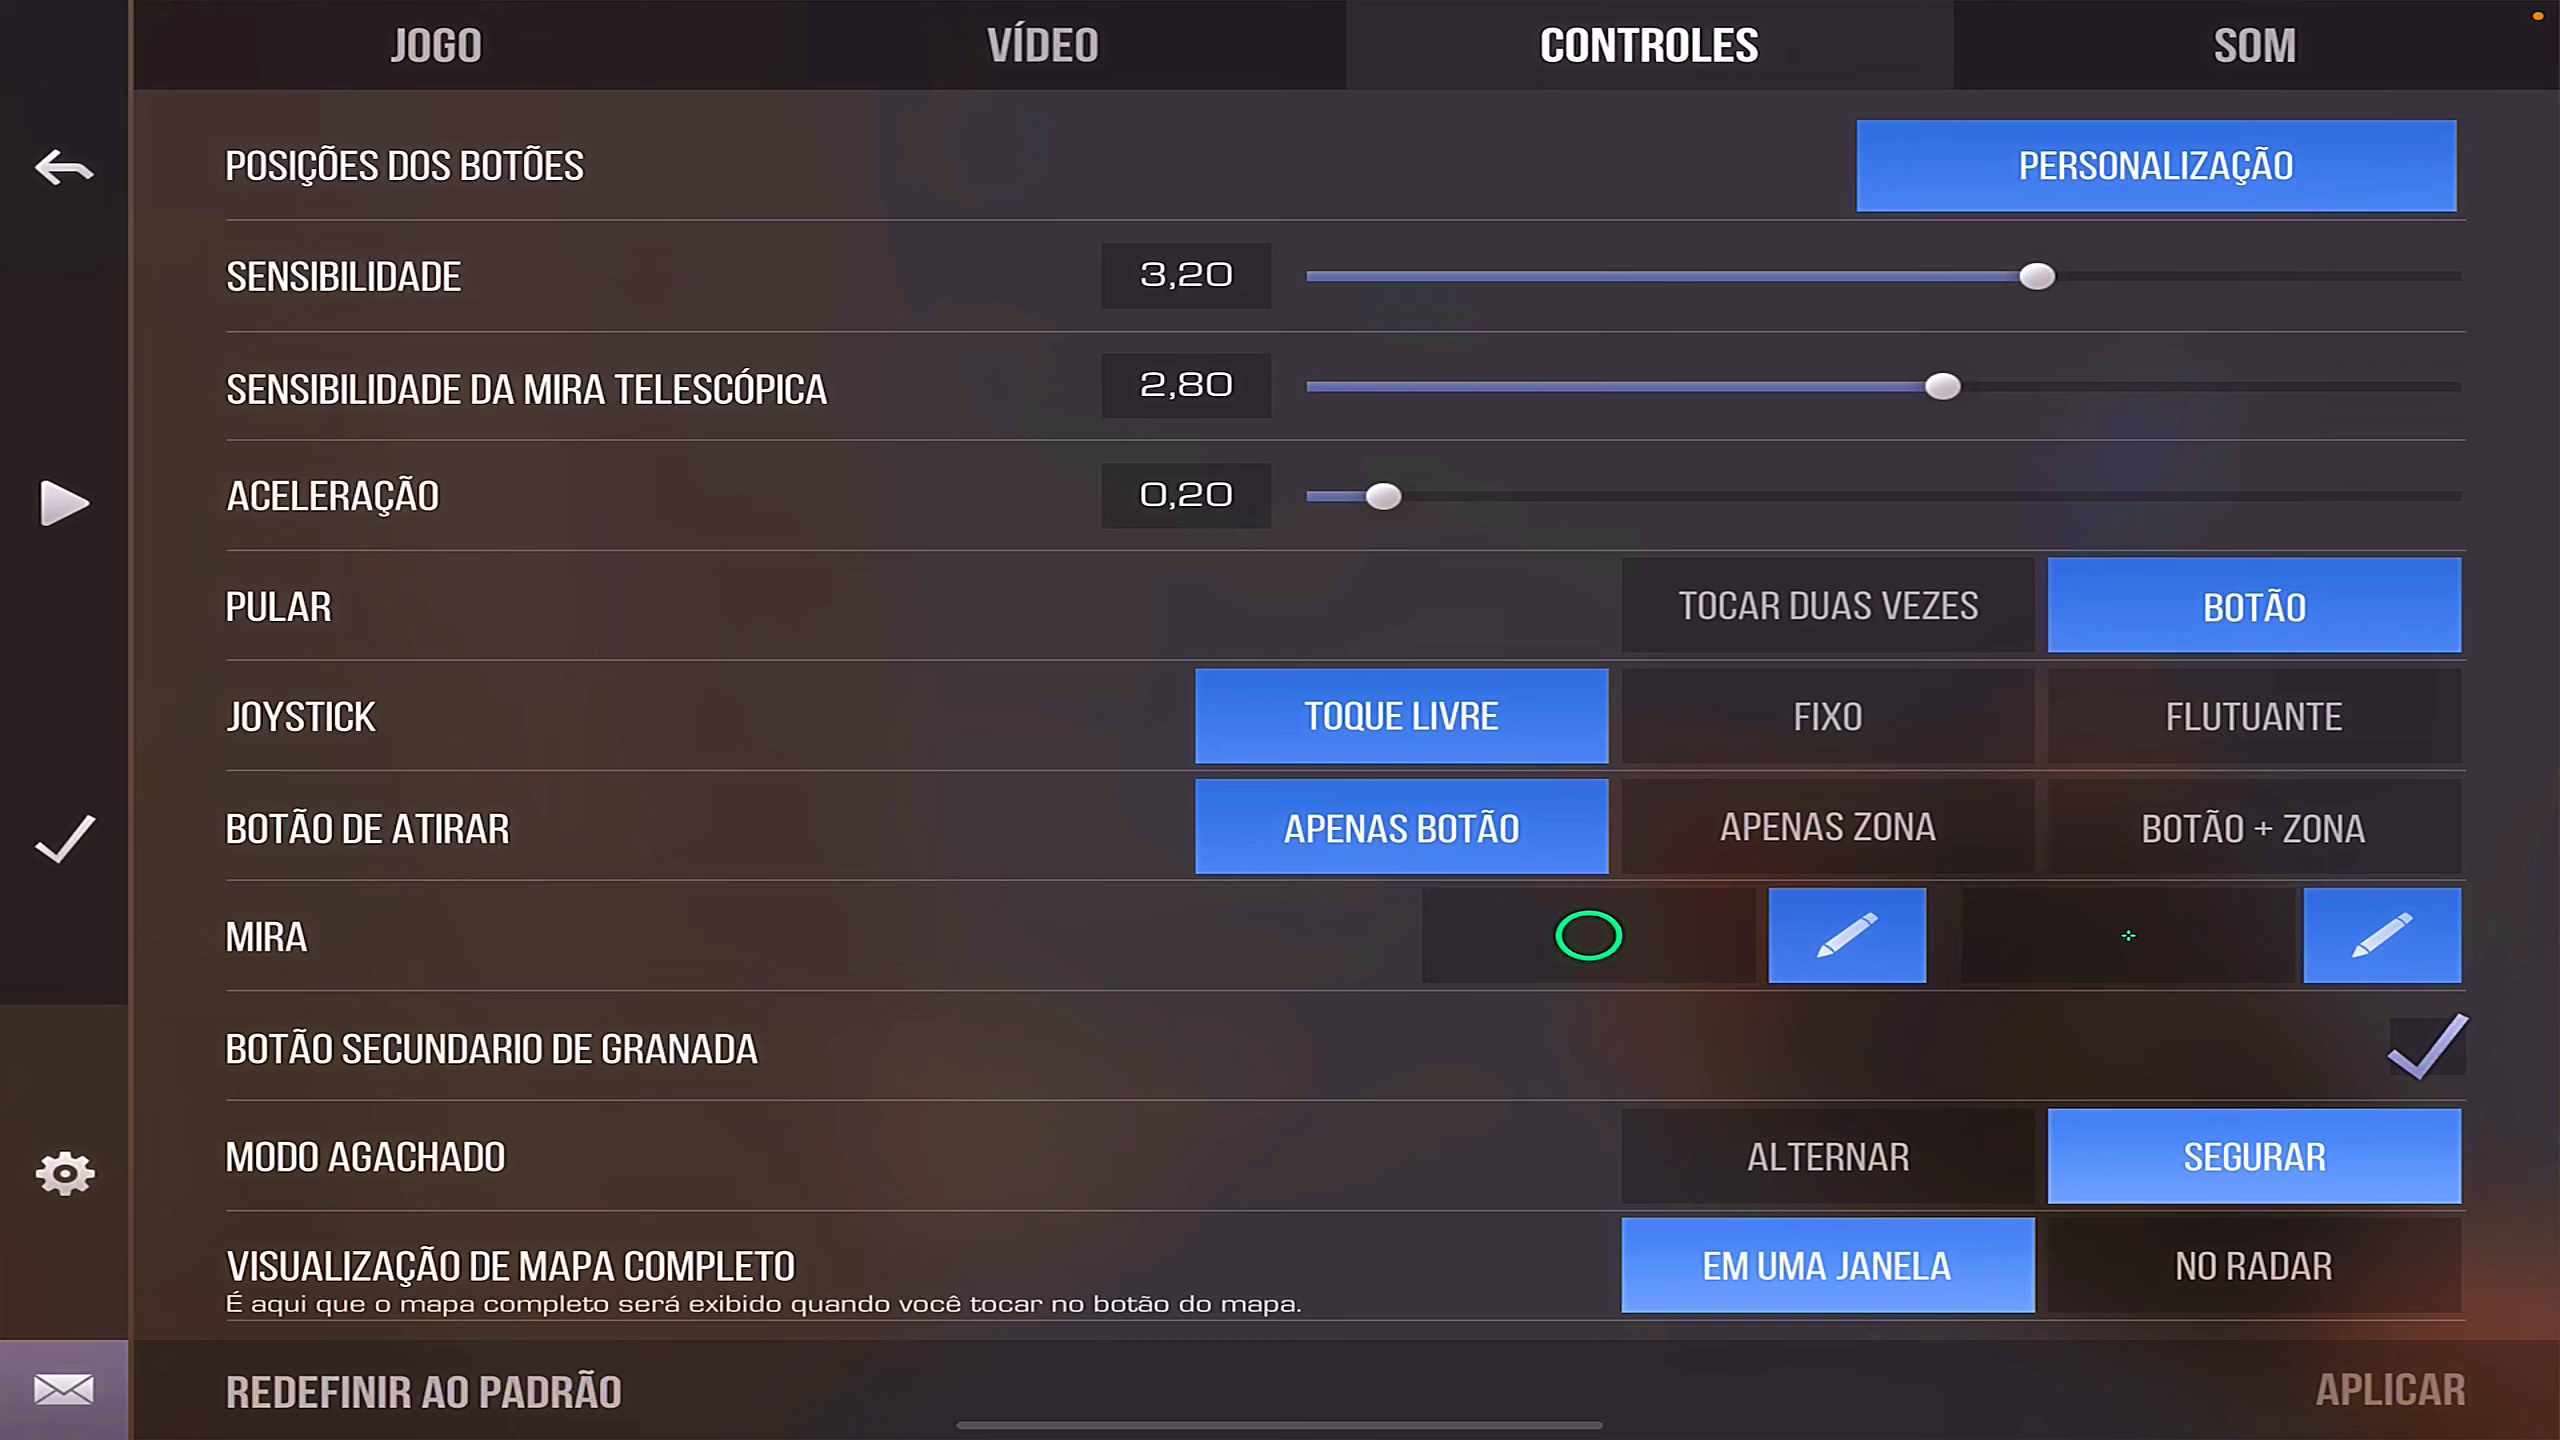 JOGO
VÍDEO
CONTROLES
SOM
POSIÇÕES DOS BOTÕES
PERSONALIZAÇÃO
SENSIBILIDADE
3,20
SENSIBILIDADE DA MIRA TELESCÓPICA
2,80
ACELERAÇÃO
0,20
PULAR
TOCAR DUAS VEZES
BOTÃO
JOYSTICK
TOQUE LIVRE
FIXO
FLUTUANTE
BOTÃO DE ATIRAR
APENAS BOTÃO
APENAS ZONA
BOTÃO + ZONA
MIRA
BOTÃO SECUNDARIO DE GRANADA
MODO AGACHADO
ALTERNAR
SEGURAR
VISUALIZAÇÃO DE MAPA COMPLETO
É aqui que o mapa completo será exibido quando você tocar no botão do mapa.
EM UMA JANELA
NO RADAR
REDEFINIR AO PADRÃO
APLICAR